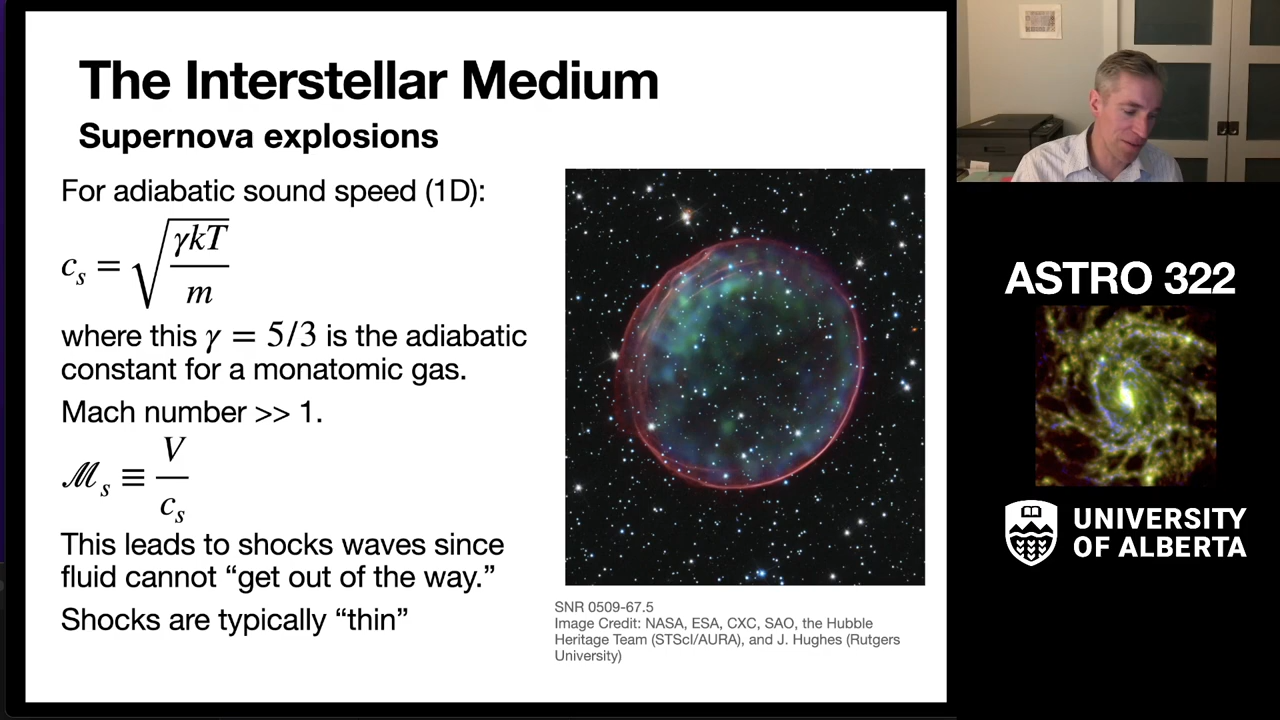 The Interstellar Medium
Supernova explosions
For adiabatic sound speed (1D):
c_s = √(γkT/m)
where this γ = 5/3 is the adiabatic
constant for a monatomic gas.
Mach number >> 1.
ℳ_s ≡ V/c_s
This leads to shocks waves since
fluid cannot “get out of the way.”
Shocks are typically “thin”
SNR 0509-67.5
Image Credit: NASA, ESA, CXC, SAO, the Hubble
Heritage Team (STScI/AURA), and J. Hughes (Rutgers
University)
ASTRO 322
UNIVERSITY
OF ALBERTA